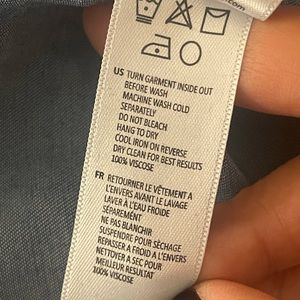 .com
US TURN GARMENT INSIDE OUT
BEFORE WASH
MACHINE WASH COLD
SEPARATELY
DO NOT BLEACH
HANG TO DRY
COOL IRON ON REVERSE
DRY CLEAN FOR BEST RESULTS
100% VISCOSE
FR RETOURNER LE VÊTEMENT À
L'ENVERS AVANT LE LAVAGE
LAVER À L'EAU FROIDE
SÉPARÉMENT
NE PAS BLANCHIR
SUSPENDRE POUR SÉCHAGE
REPASSER À FROID A L'ENVERS
NETTOYER A SEC POUR
MEILLEUR RESULTAT
100% VISCOSE